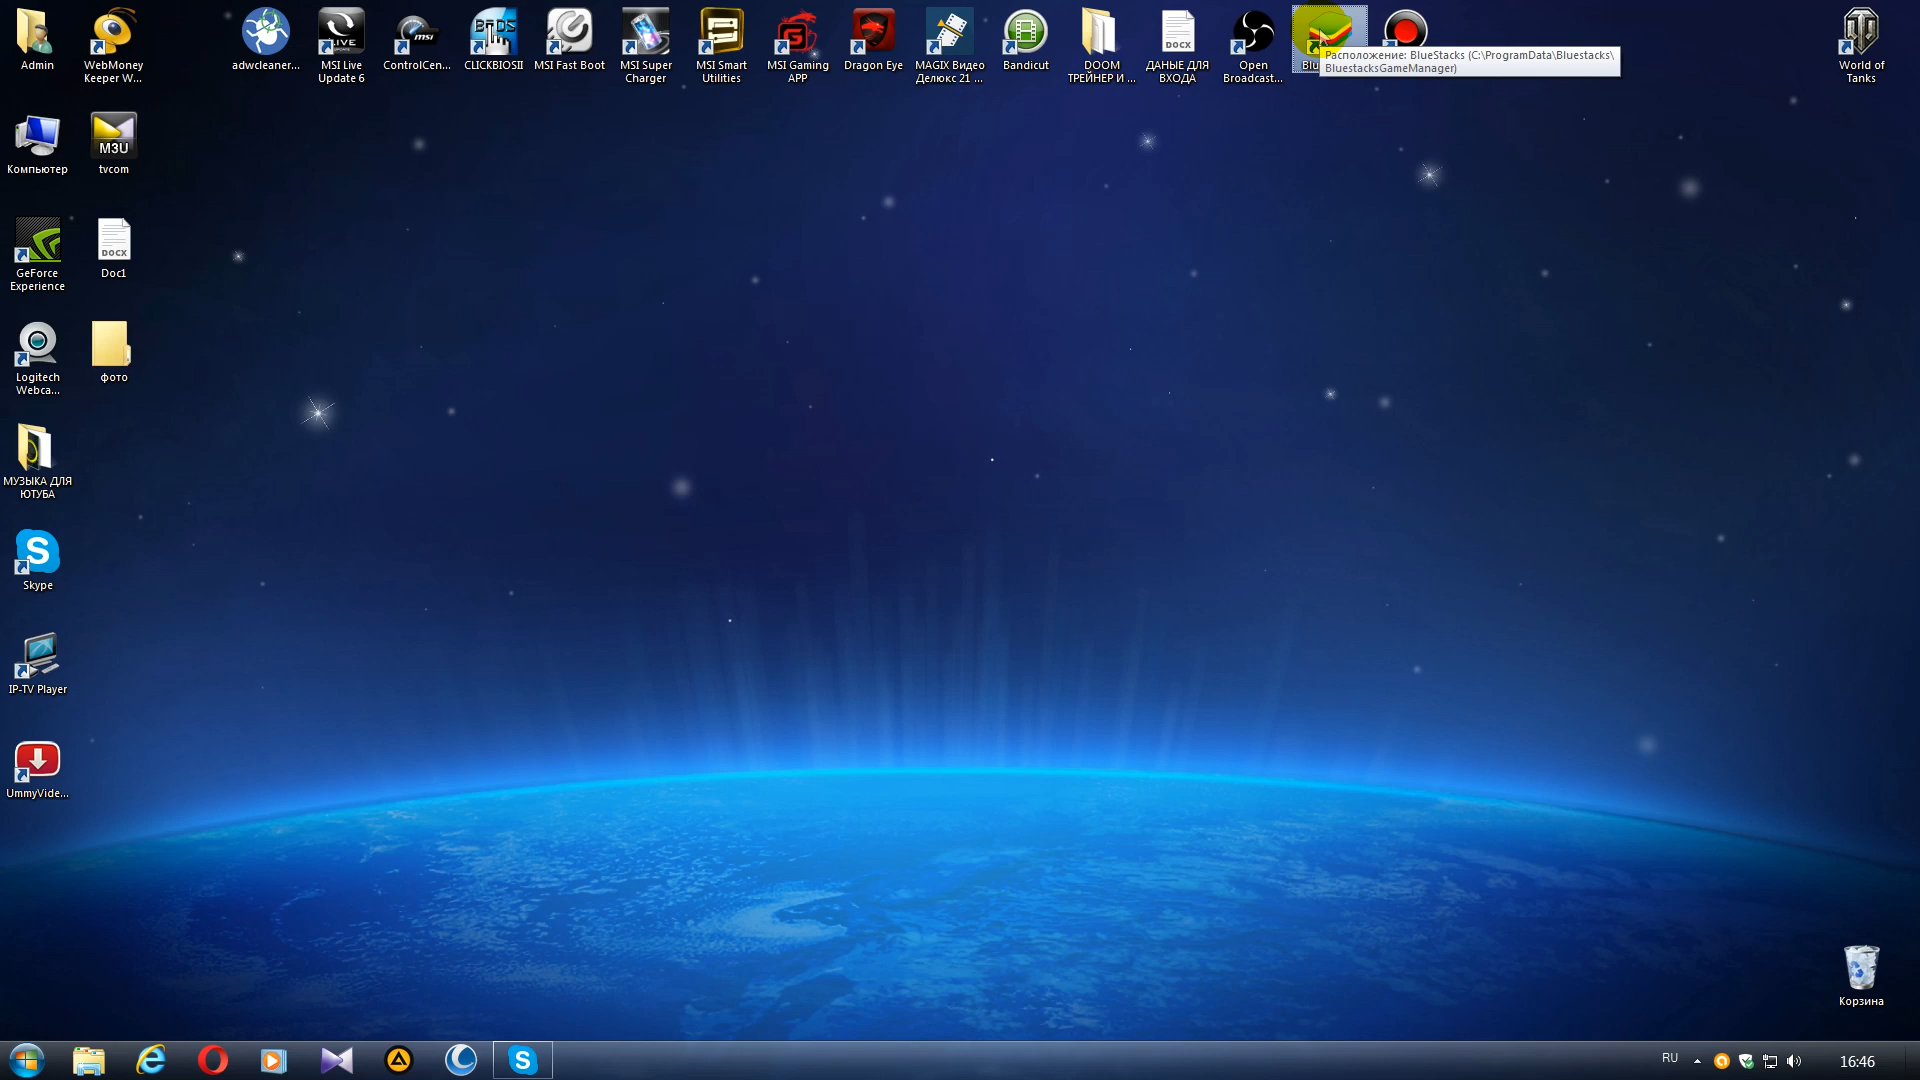 Admin
WebMoney
Keeper W...
adwcleaner...
MSI Live
Update 6
ControlCen...
CLICKBIOSII
MSI Fast Boot
MSI Super
Charger
MSI Smart
Utilities
MSI Gaming
APP
Dragon Eye
MAGIX Видео
Делюкс 21 ...
Bandicut
DOOM
ТРЕЙНЕР И ...
ДАНЫЕ ДЛЯ
ВХОДА
Open
Broadcast...
Расположение: BlueStacks (C:\ProgramData\Bluestacks\
BluestacksGameManager)
World of
Tanks
Компьютер
M3U
tvcom
GeForce
Experience
DOCX
Doc1
Logitech
Webca...
фото
МУЗЫКА ДЛЯ
ЮТУБА
Skype
IP-TV Player
UmmyVide...
Корзина
RU
16:46